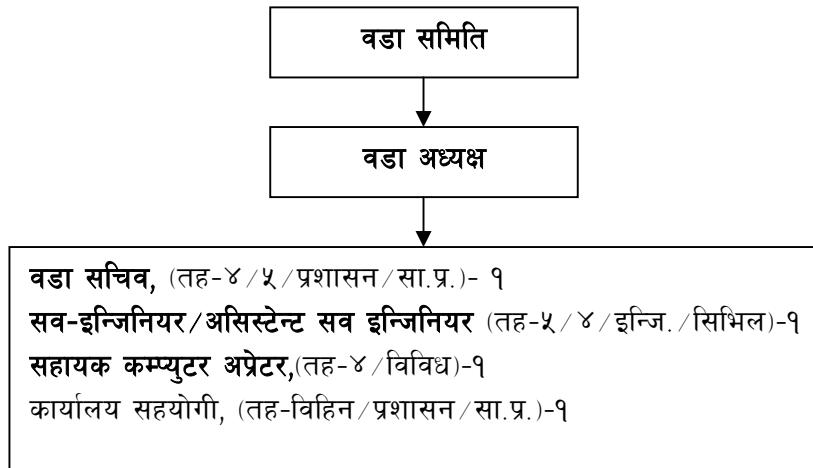 वडा समिति
वडा अध्यक्ष
वडा सचिव, (तह-४/५/प्रशासन/सा.प्र.)- १
सव-इन्जिनियर/असिस्टेन्ट सव इन्जिनियर (तह-५/४/इन्जि./सिभिल)-१
सहायक कम्प्युटर अप्रेटर,(तह-४/विविध)-१
कार्यालय सहयोगी, (तह-विहिन/प्रशासन/सा.प्र.)-१